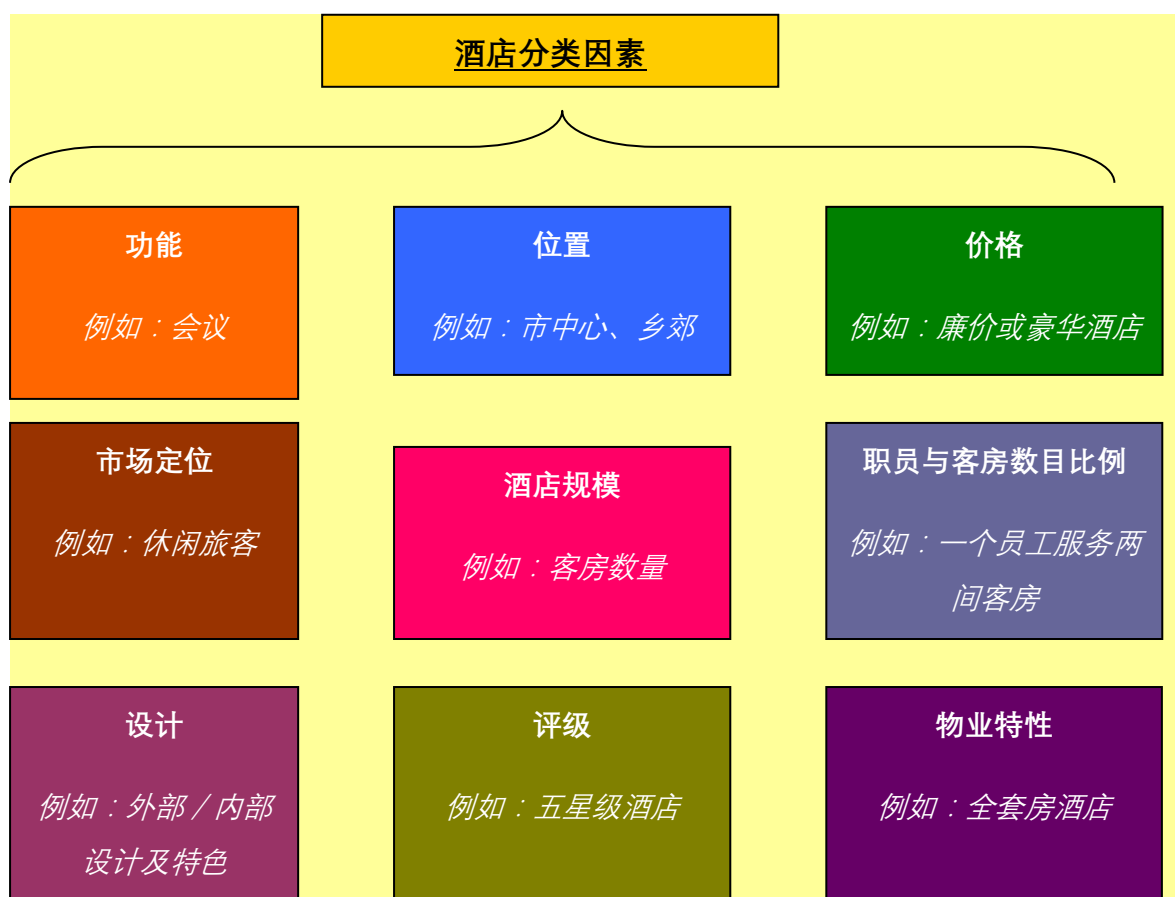 酒店分类因素
功能
例如：会议
位置
例如：市中心、乡郊
价格
例如：廉价或豪华酒店
市场定位
例如：休闲旅客
酒店规模
例如：客房数量
职员与客房数目比例
例如：一个员工服务两
间客房
设计
例如：外部／内部
设计及特色
评级
例如：五星级酒店
物业特性
例如：全套房酒店